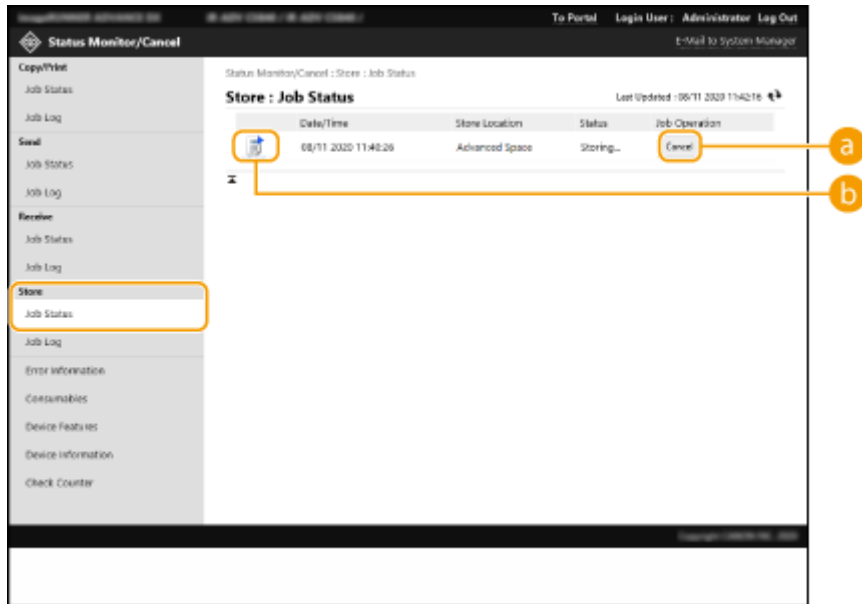 To Portal Login User : Administrator Log Out
Status Monitor/Cancel E-Mail to System Manager
Copy/Print
Job Status
Job Log
Send
Job Status
Job Log
Receive
Job Status
Job Log
Store
Job Status
Job Log
Error Information
Consumables
Device Features
Device Information
Check Counter
Status Monitor/Cancel : Store : Job Status
Store : Job Status Last Updated : 08/11 2020 11:42:16
Date/Time Store Location Status Job Operation
08/11 2020 11:40:26 Advanced Space Storing... Cancel
a
b